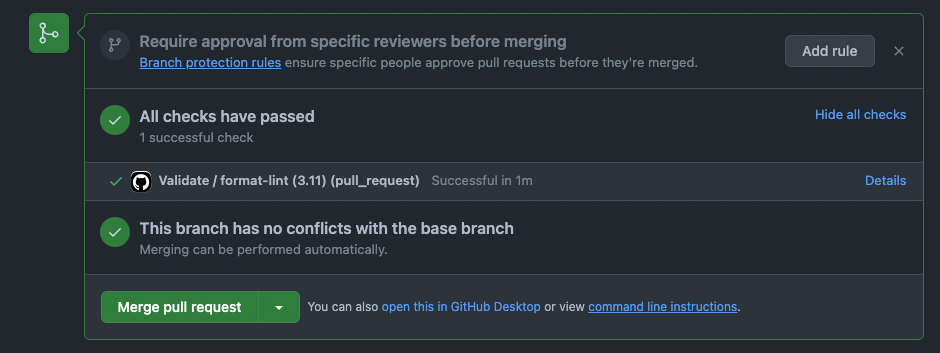 Require approval from specific reviewers before merging
Add rule
Branch protection rules ensure specific people approve pull requests before they're merged.
All checks have passed
Hide all checks
1 successful check
Validate / format-lint (3.11) (pull_request) Successful in 1m
Details
This branch has no conflicts with the base branch
Merging can be performed automatically.
Merge pull request
You can also open this in GitHub Desktop or view command line instructions.